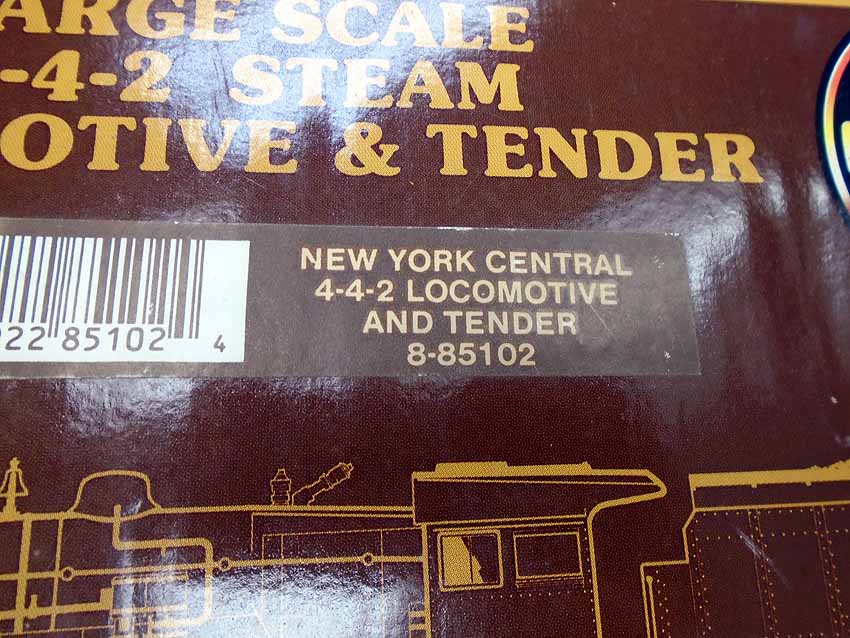 ARGE SCALE
-4-2 STEAM
OTIVE & TENDER
NEW YORK CENTRAL
4-4-2 LOCOMOTIVE
AND TENDER
8-85102
22 85102 4